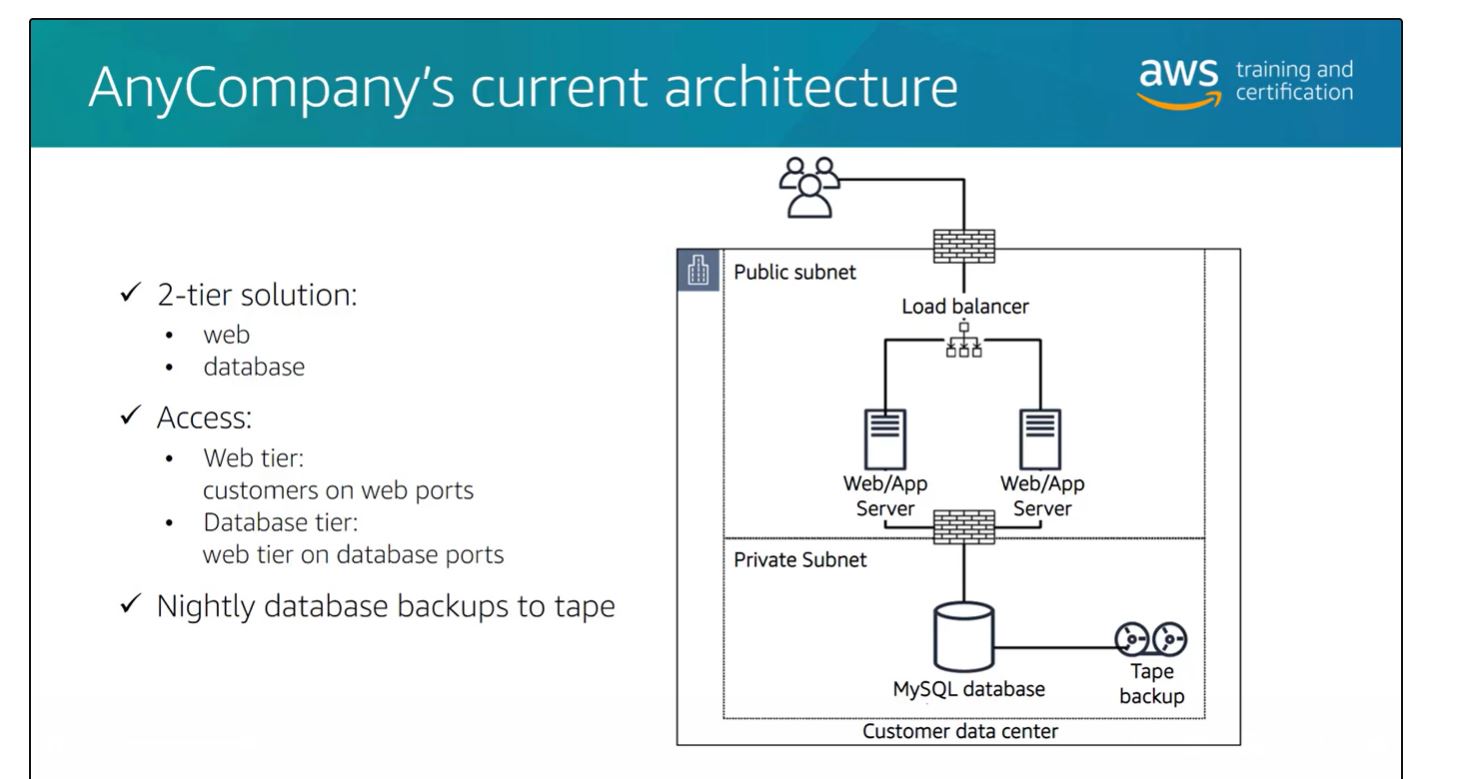 AnyCompany's current architecture
aws training and
certification
✓ 2-tier solution:
• web
• database
✓ Access:
• Web tier:
customers on web ports
• Database tier:
web tier on database ports
✓ Nightly database backups to tape
Public subnet
Load balancer
Web/App
Server
Web/App
Server
Private Subnet
MySQL database
Tape
backup
Customer data center